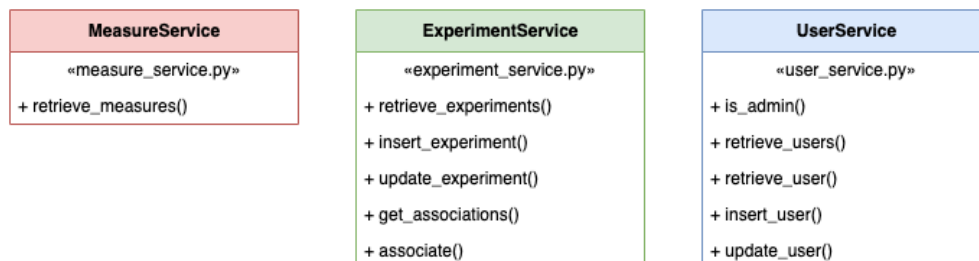 MeasureService
«measure_service.py»
+ retrieve_measures()
ExperimentService
«experiment_service.py»
+ retrieve_experiments()
+ insert_experiment()
+ update_experiment()
+ get_associations()
+ associate()
UserService
«user_service.py»
+ is_admin()
+ retrieve_users()
+ retrieve_user()
+ insert_user()
+ update_user()